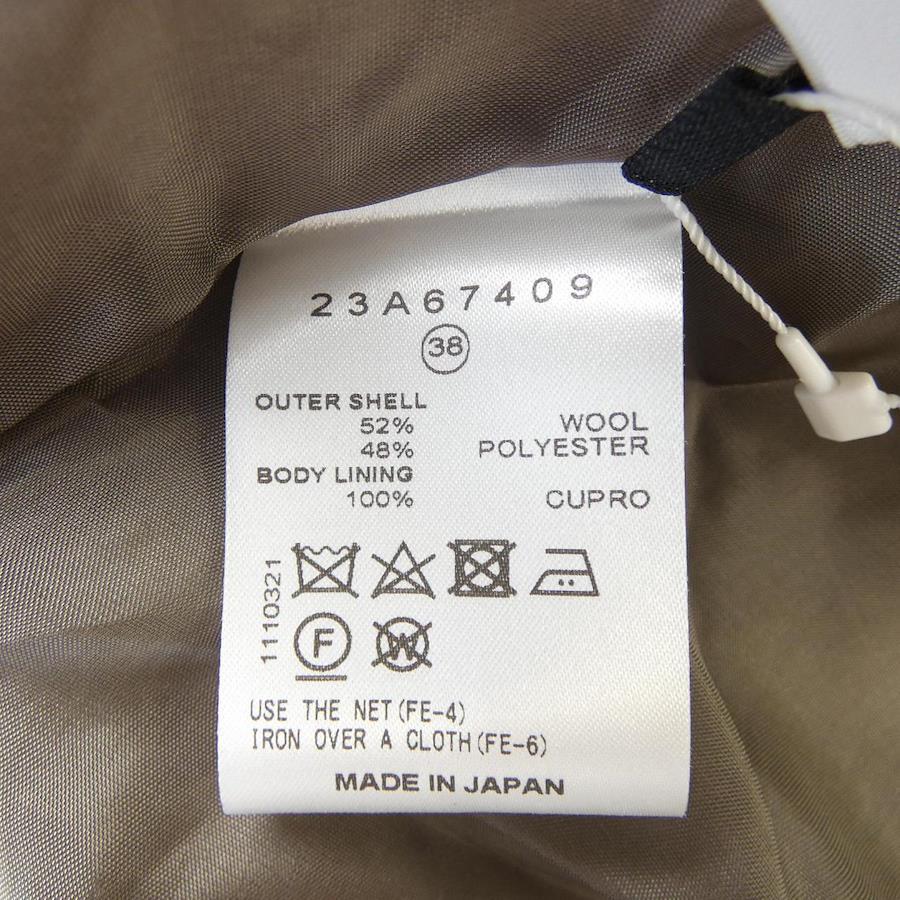 23A67409
38
OUTER SHELL
52% WOOL
48% POLYESTER
BODY LINING
100% CUPRO
1110321
F
W
USE THE NET(FE-4)
IRON OVER A CLOTH(FE-6)
MADE IN JAPAN